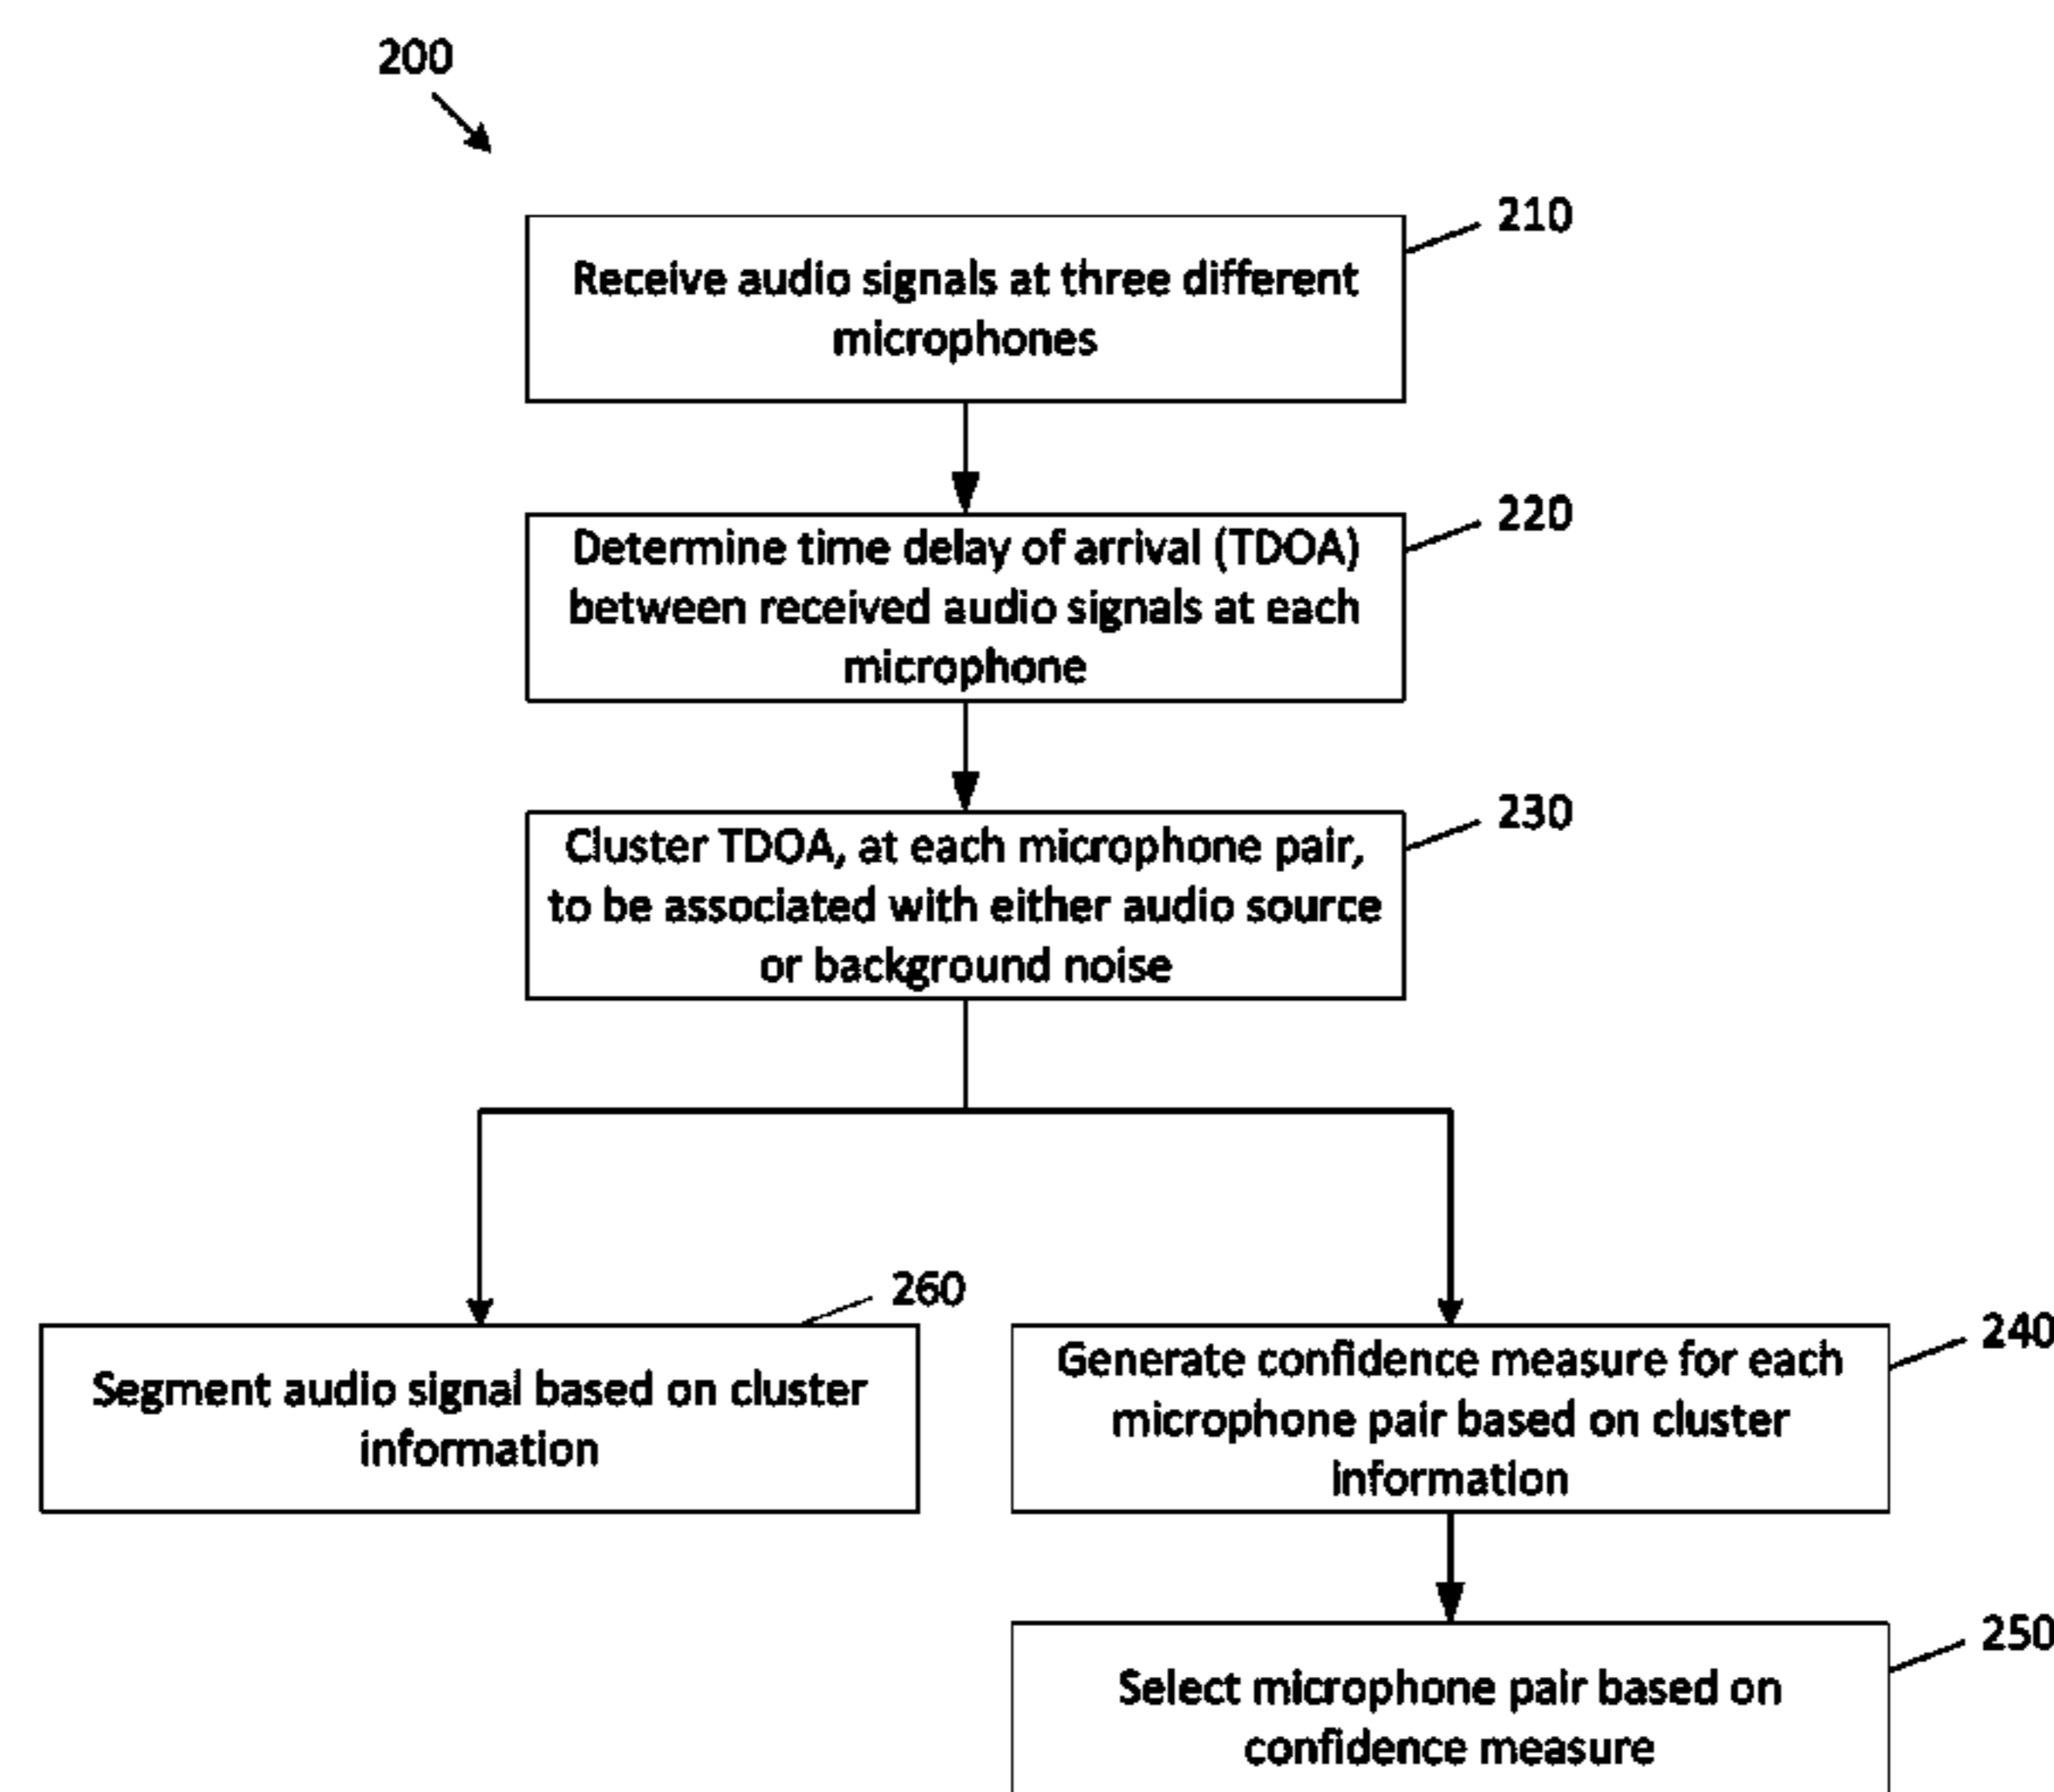 200
210
Receive audio signals at three different
microphones
220
Determine time delay of arrival (TDOA)
between received audio signals at each
microphone
230
Cluster TDOA, at each microphone pair,
to be associated with either audio source
or background noise
260
Segment audio signal based on cluster
information
240
Generate confidence measure for each
microphone pair based on cluster
information
250
Select microphone pair based on
confidence measure